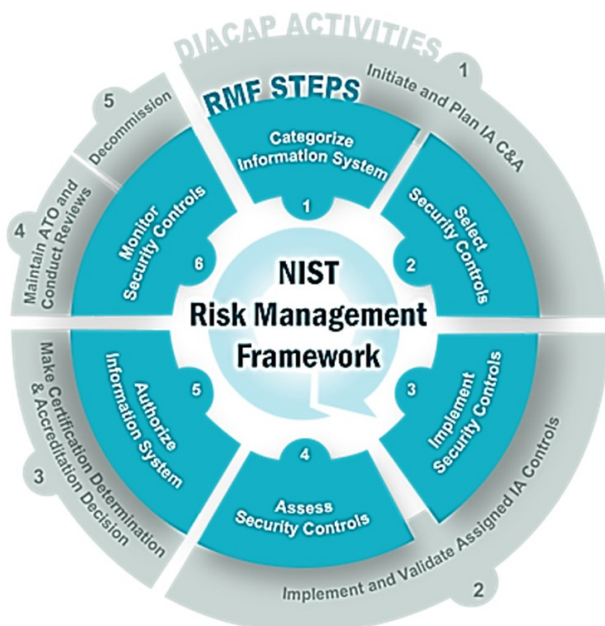 DIACAP ACTIVITIES
1
Initiate and Plan IA C&A
2
Implement and Validate Assigned IA Controls
3
Make Certification Determination
& Accreditation Decision
4
Maintain ATO and
Conduct Reviews
5
Decommission
RMF STEPS
Categorize
Information System
1
Select
Security Controls
2
Implement
Security Controls
3
Assess
Security Controls
4
Authorize
Information System
5
Monitor
Security Controls
6
NIST
Risk Management
Framework